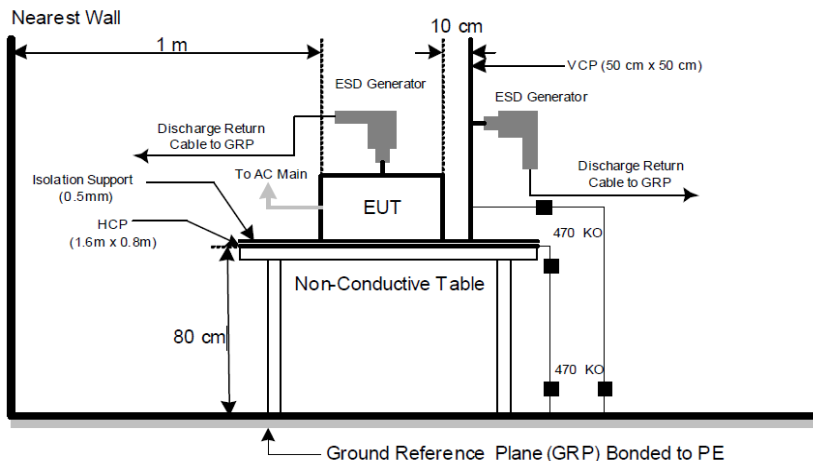 Nearest Wall
1 m
10 cm
VCP (50 cm x 50 cm)
ESD Generator
ESD Generator
Discharge Return
Cable to GRP
Discharge Return
Cable to GRP
To AC Main
Isolation Support
(0.5mm)
EUT
HCP
(1.6m x 0.8m)
470 KO
Non-Conductive Table
80 cm
470 KO
Ground Reference Plane (GRP) Bonded to PE